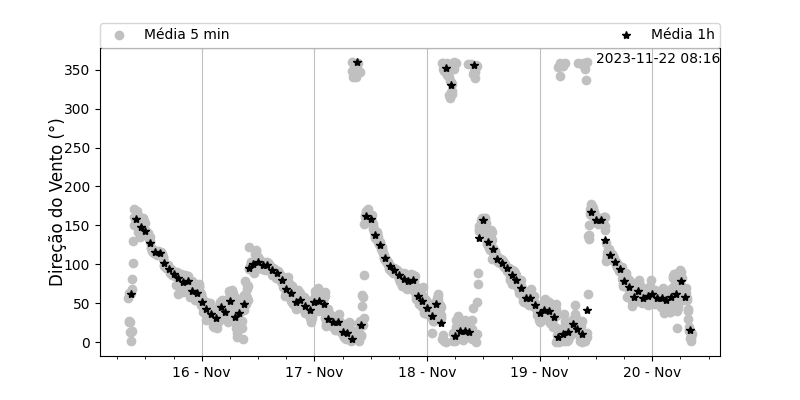 Média 5 min
Média 1h
2023-11-22 08:16
Direção do Vento (°)
350
300
250
200
150
100
50
0
16 - Nov
17 - Nov
18 - Nov
19 - Nov
20 - Nov